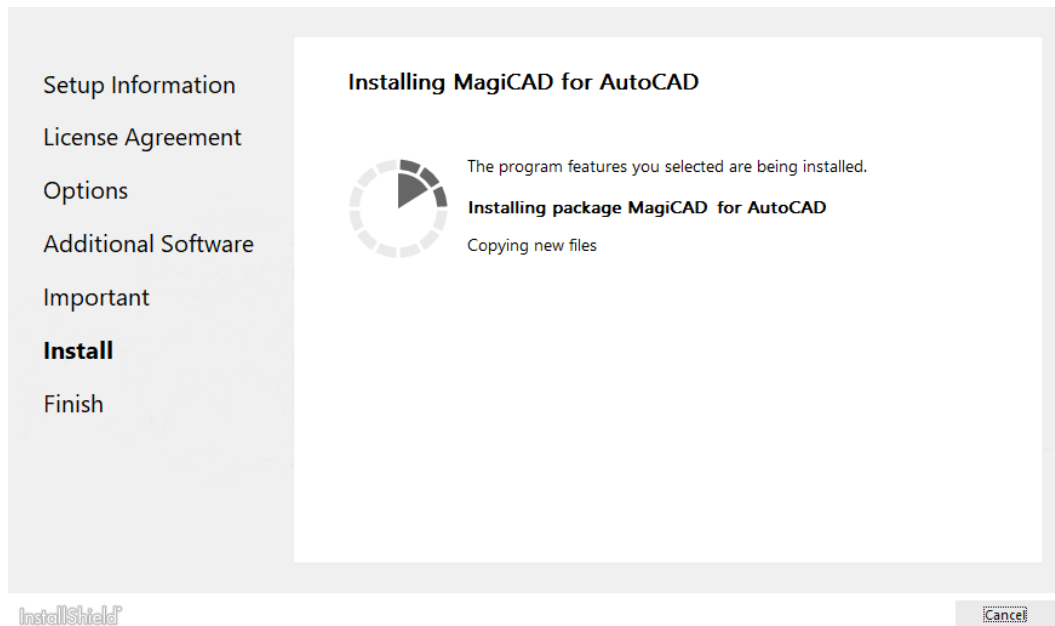 Setup Information
License Agreement
Options
Additional Software
Important
Install
Finish
Installing MagiCAD for AutoCAD
The program features you selected are being installed.
Installing package MagiCAD for AutoCAD
Copying new files
InstallShield
Cancel